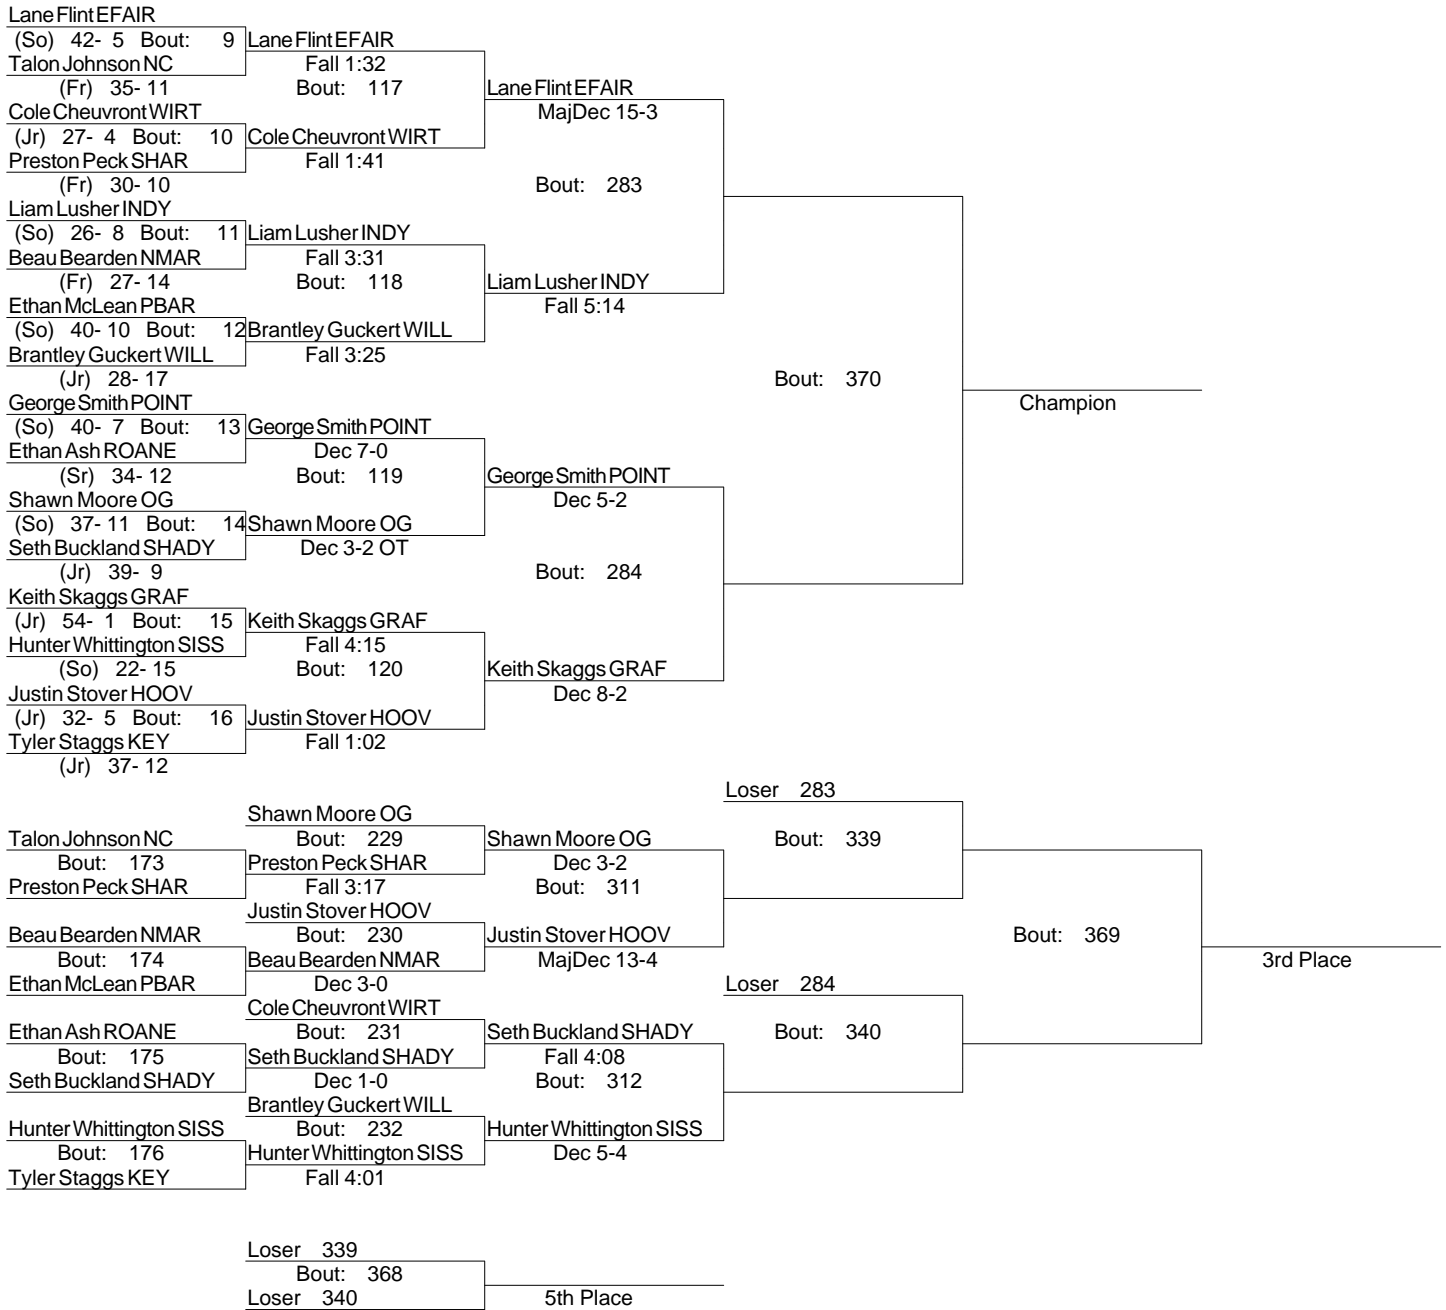 Lane Flint EFAIR
(So) 42- 5 Bout: 9 Lane Flint EFAIR
Talon Johnson NC Fall 1:32
(Fr) 35- 11 Bout: 117 Lane Flint EFAIR
Cole Cheuvront WIRT MajDec 15-3
(Jr) 27- 4 Bout: 10 Cole Cheuvront WIRT
Preston Peck SHAR Fall 1:41
(Fr) 30- 10 Bout: 283
Liam Lusher INDY
(So) 26- 8 Bout: 11 Liam Lusher INDY
Beau Bearden NMAR Fall 3:31
(Fr) 27- 14 Bout: 118 Liam Lusher INDY
Ethan McLean PBAR Fall 5:14
(So) 40- 10 Bout: 12 Brantley Guckert WILL
Brantley Guckert WILL Fall 3:25
(Jr) 28- 17 Bout: 370
George Smith POINT Champion
(So) 40- 7 Bout: 13 George Smith POINT
Ethan Ash ROANE Dec 7-0
(Sr) 34- 12 Bout: 119 George Smith POINT
Shawn Moore OG Dec 5-2
(So) 37- 11 Bout: 14 Shawn Moore OG
Seth Buckland SHADY Dec 3-2 OT
(Jr) 39- 9 Bout: 284
Keith Skaggs GRAF
(Jr) 54- 1 Bout: 15 Keith Skaggs GRAF
Hunter Whittington SISS Fall 4:15
(So) 22- 15 Bout: 120 Keith Skaggs GRAF
Justin Stover HOOV Dec 8-2
(Jr) 32- 5 Bout: 16 Justin Stover HOOV
Tyler Staggs KEY Fall 1:02
(Jr) 37- 12
Loser 283
Shawn Moore OG
Talon Johnson NC Bout: 229 Shawn Moore OG Bout: 339
Bout: 173 Preston Peck SHAR Dec 3-2
Preston Peck SHAR Fall 3:17 Bout: 311
Justin Stover HOOV
Beau Bearden NMAR Bout: 230 Justin Stover HOOV Bout: 369
Bout: 174 Beau Bearden NMAR MajDec 13-4 3rd Place
Ethan McLean PBAR Dec 3-0 Loser 284
Cole Cheuvront WIRT
Ethan Ash ROANE Bout: 231 Seth Buckland SHADY Bout: 340
Bout: 175 Seth Buckland SHADY Fall 4:08
Seth Buckland SHADY Dec 1-0 Bout: 312
Brantley Guckert WILL
Hunter Whittington SISS Bout: 232 Hunter Whittington SISS
Bout: 176 Hunter Whittington SISS Dec 5-4
Tyler Staggs KEY Fall 4:01
Loser 339
Bout: 368
Loser 340 5th Place